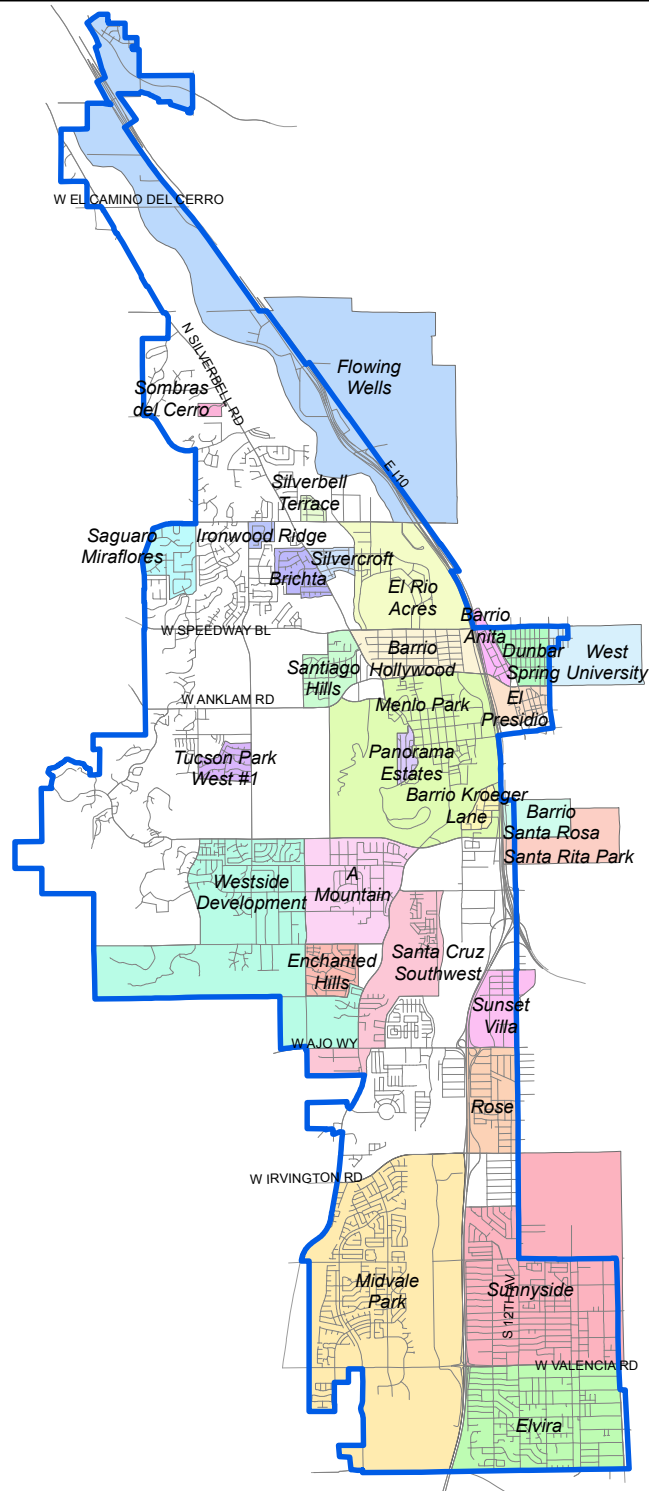 W EL CAMINO DEL CERRO
N SILVERBELL RD
Flowing
Wells
Sombras
del Cerro
E I10
Silverbell
Terrace
Saguaro
Miraflores
Ironwood Ridge
Silvercroft
Brichta
El Rio
Acres
Barrio
Anita
W SPEEDWAY BL
Dunbar
Spring
West
University
Barrio
Hollywood
Santiago
Hills
W ANKLAM RD
Menlo Park
El
Presidio
Tucson Park
West #1
Panorama
Estates
Barrio Kroeger
Lane
Barrio
Santa Rosa
Santa Rita Park
Westside
Development
A
Mountain
Enchanted
Hills
Santa Cruz
Southwest
Sunset
Villa
W AJO WY
Rose
W IRVINGTON RD
Midvale
Park
Sunnyside
S 12TH AV
W VALENCIA RD
Elvira